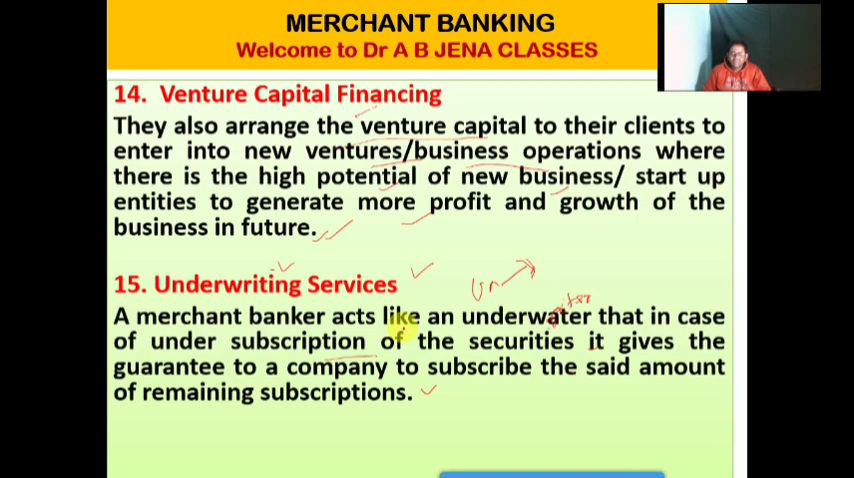 MERCHANT BANKING
Welcome to Dr A B JENA CLASSES
14. Venture Capital Financing
They also arrange the venture capital to their clients to
enter into new ventures/business operations where
there is the high potential of new business/ start up
entities to generate more profit and growth of the
business in future.
15. Underwriting Services
A merchant banker acts like an underwater that in case
of under subscription of the securities it gives the
guarantee to a company to subscribe the said amount
of remaining subscriptions.